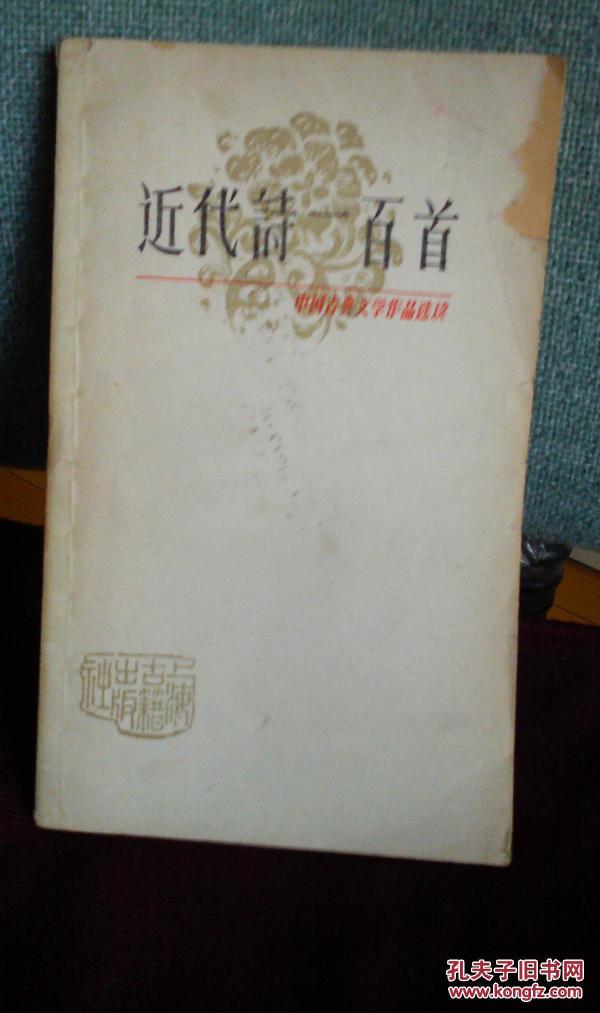 近代詩一百首
中国古典文学作品选读
上海
古籍
出版
社
孔夫子旧书网
www.kongfz.com